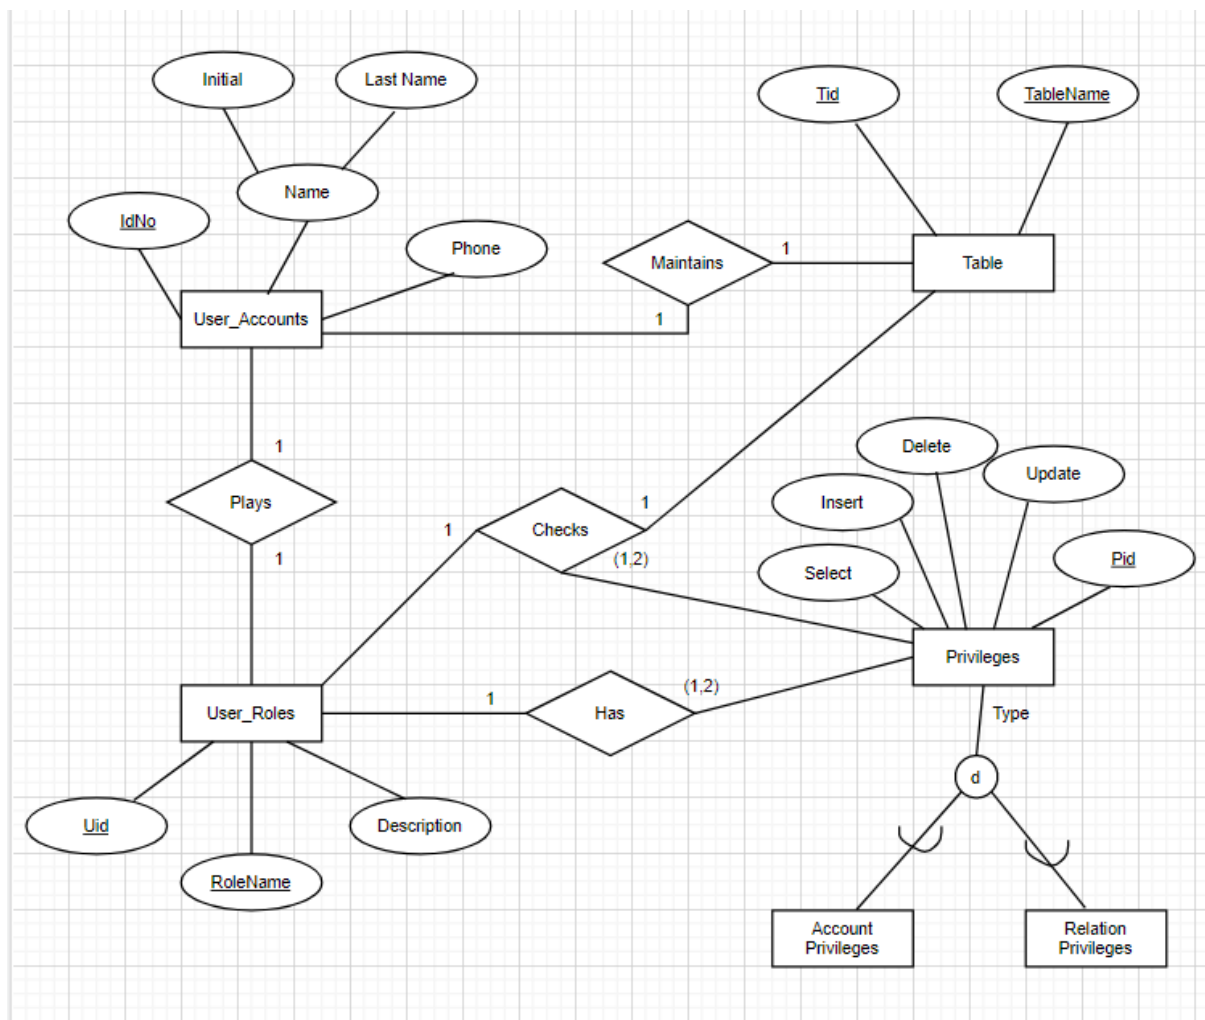 Initial
Last Name
Tid
TableName
Name
IdNo
Phone
Maintains
1
Table
User_Accounts
1
1
Plays
1
Delete
Update
Insert
1
Checks
1
(1,2)
Select
Pid
Privileges
User_Roles
1
Has
(1,2)
Type
d
Uid
Description
RoleName
Account
Privileges
Relation
Privileges